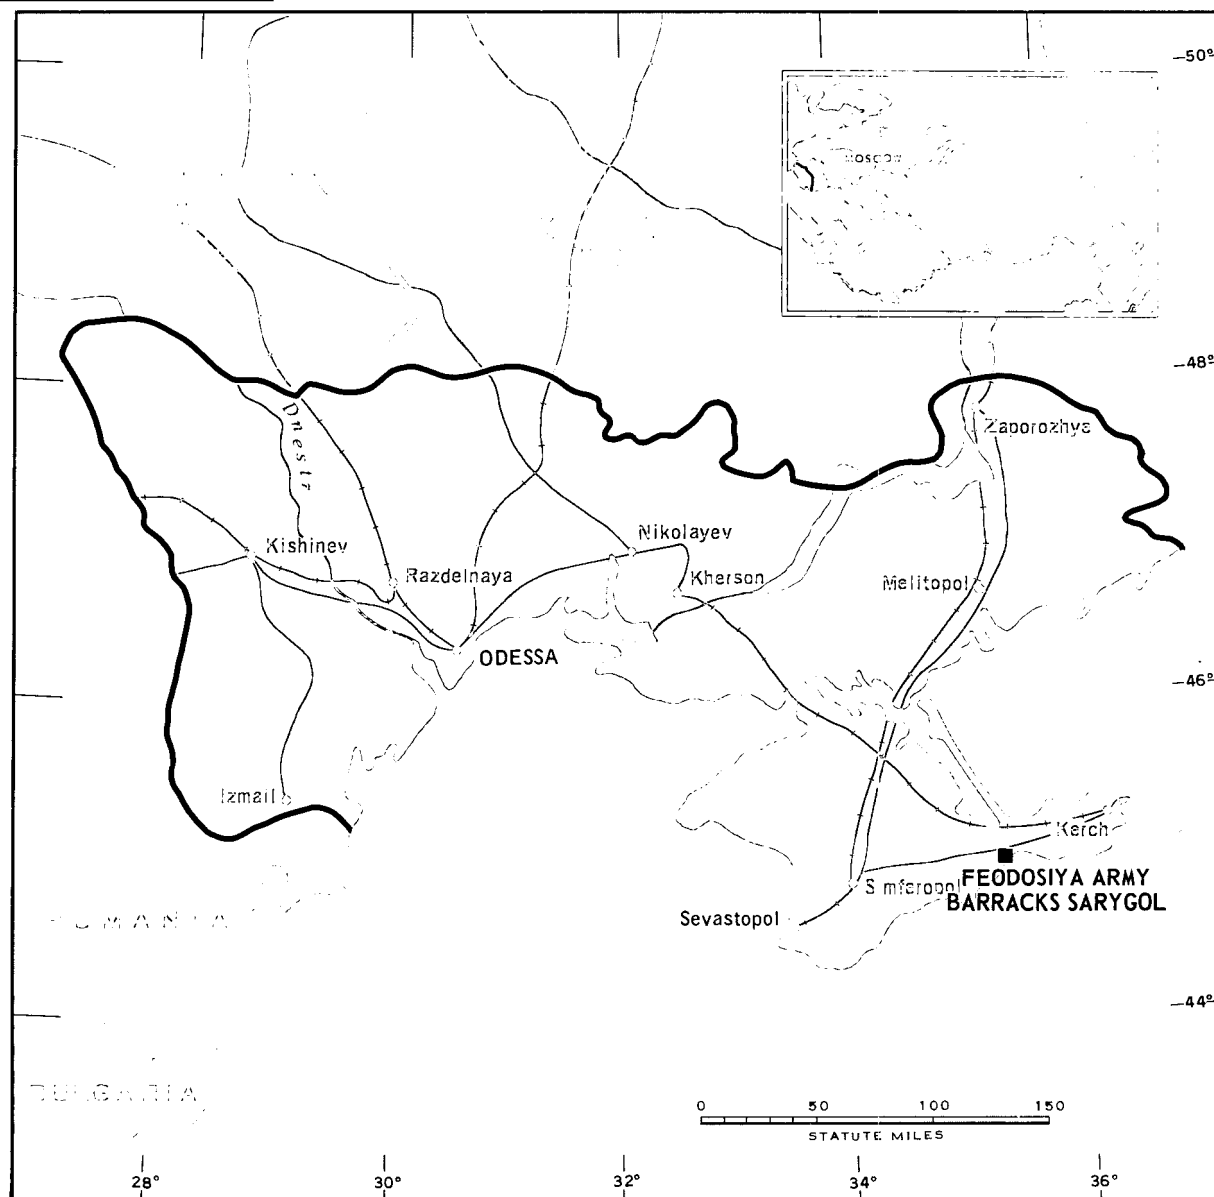 50°
MOSCOW
48°
Dnestr
Zaporozhye
Kishinev
Nikolayev
Razdelnaya
Kherson
Melitopol
ODESSA
46°
Izmail
Kerch
S mferopol
FEODOSIYA ARMY
BARRACKS SARYGOL
Sevastopol
44°
0 50 100 150
STATUTE MILES
28° 30° 32° 34° 36°